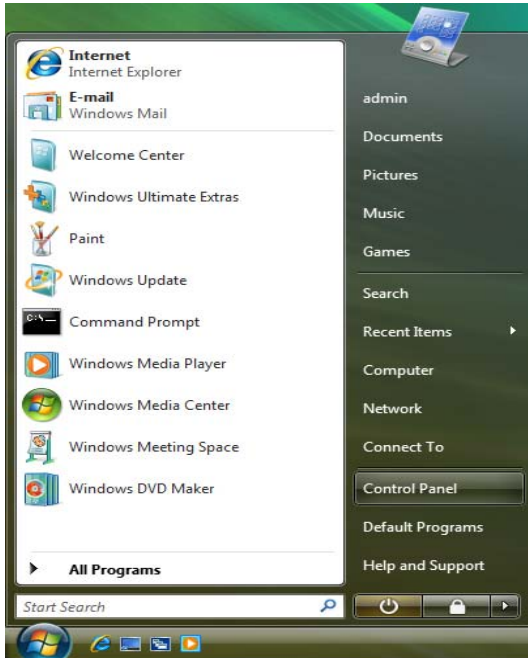 Internet
Internet Explorer
E-mail
Windows Mail
Welcome Center
Windows Ultimate Extras
Paint
Windows Update
C:\
Command Prompt
Windows Media Player
Windows Media Center
Windows Meeting Space
Windows DVD Maker
All Programs
Start Search
admin
Documents
Pictures
Music
Games
Search
Recent Items
Computer
Network
Connect To
Control Panel
Default Programs
Help and Support